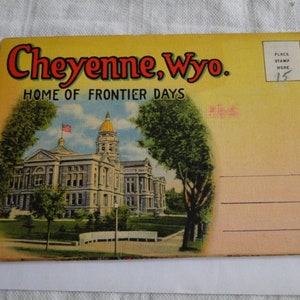 Cheyenne, Wyo.
HOME OF FRONTIER DAYS
PLACE
STAMP
HERE
15